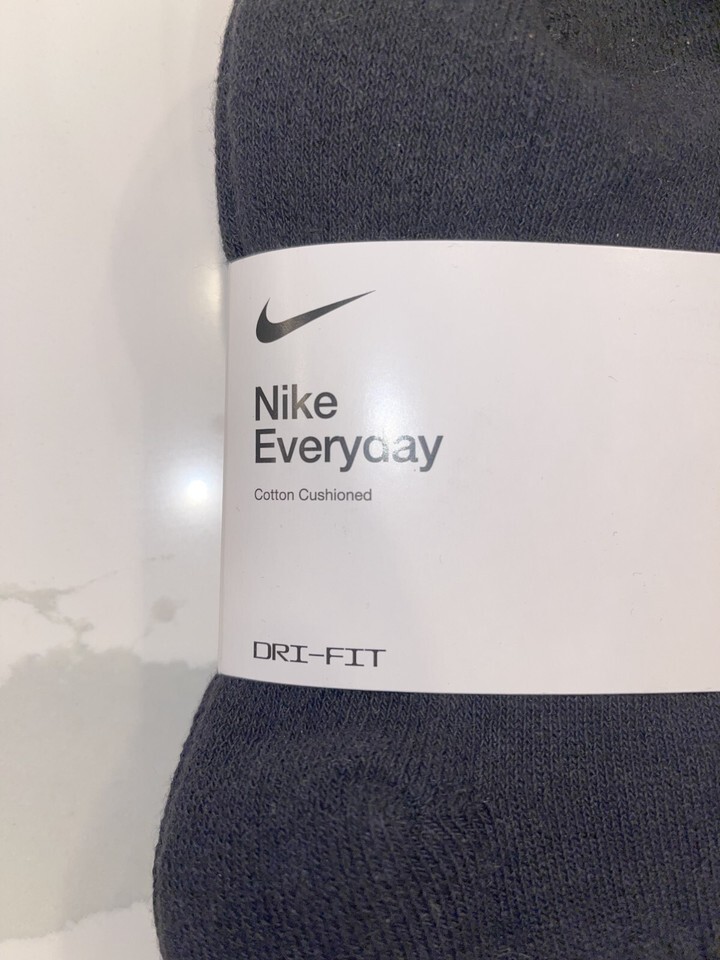 Nike
Everyday
Cotton Cushioned
DRI-FIT